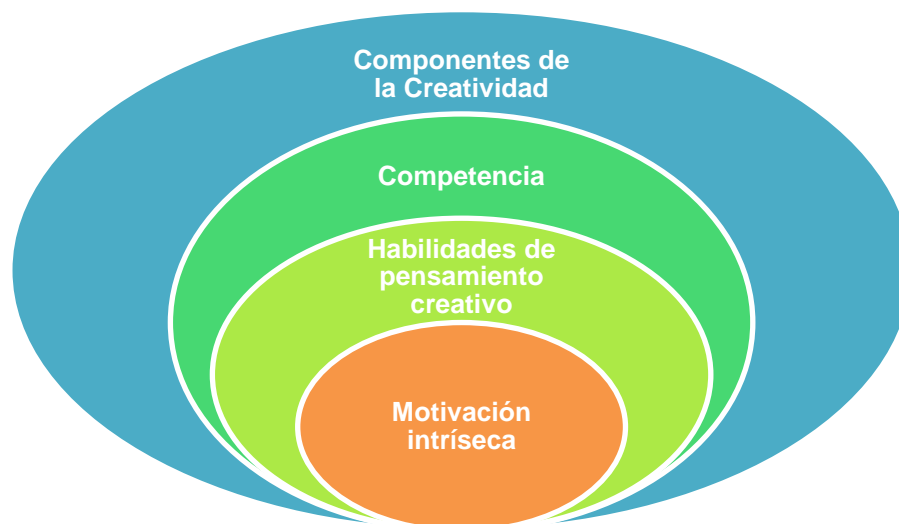 Componentes de
la Creatividad
Competencia
Habilidades de
pensamiento
creativo
Motivación
intríseca